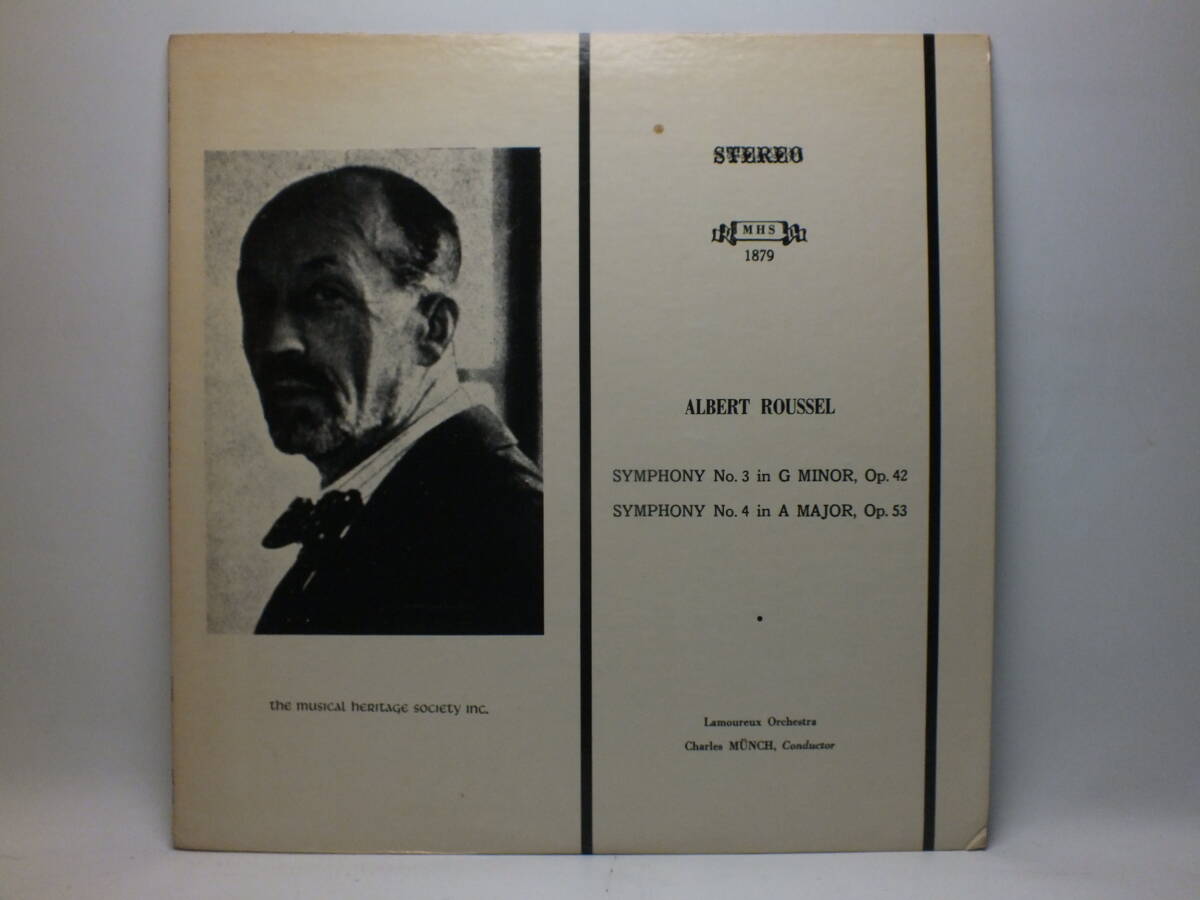 STEREO
MHS
1879
ALBERT ROUSSEL
SYMPHONY No. 3 in G MINOR, Op. 42
SYMPHONY No. 4 in A MAJOR, Op. 53
the musical heritage society inc.
Lamoureux Orchestra
Charles MÜNCH, Conductor